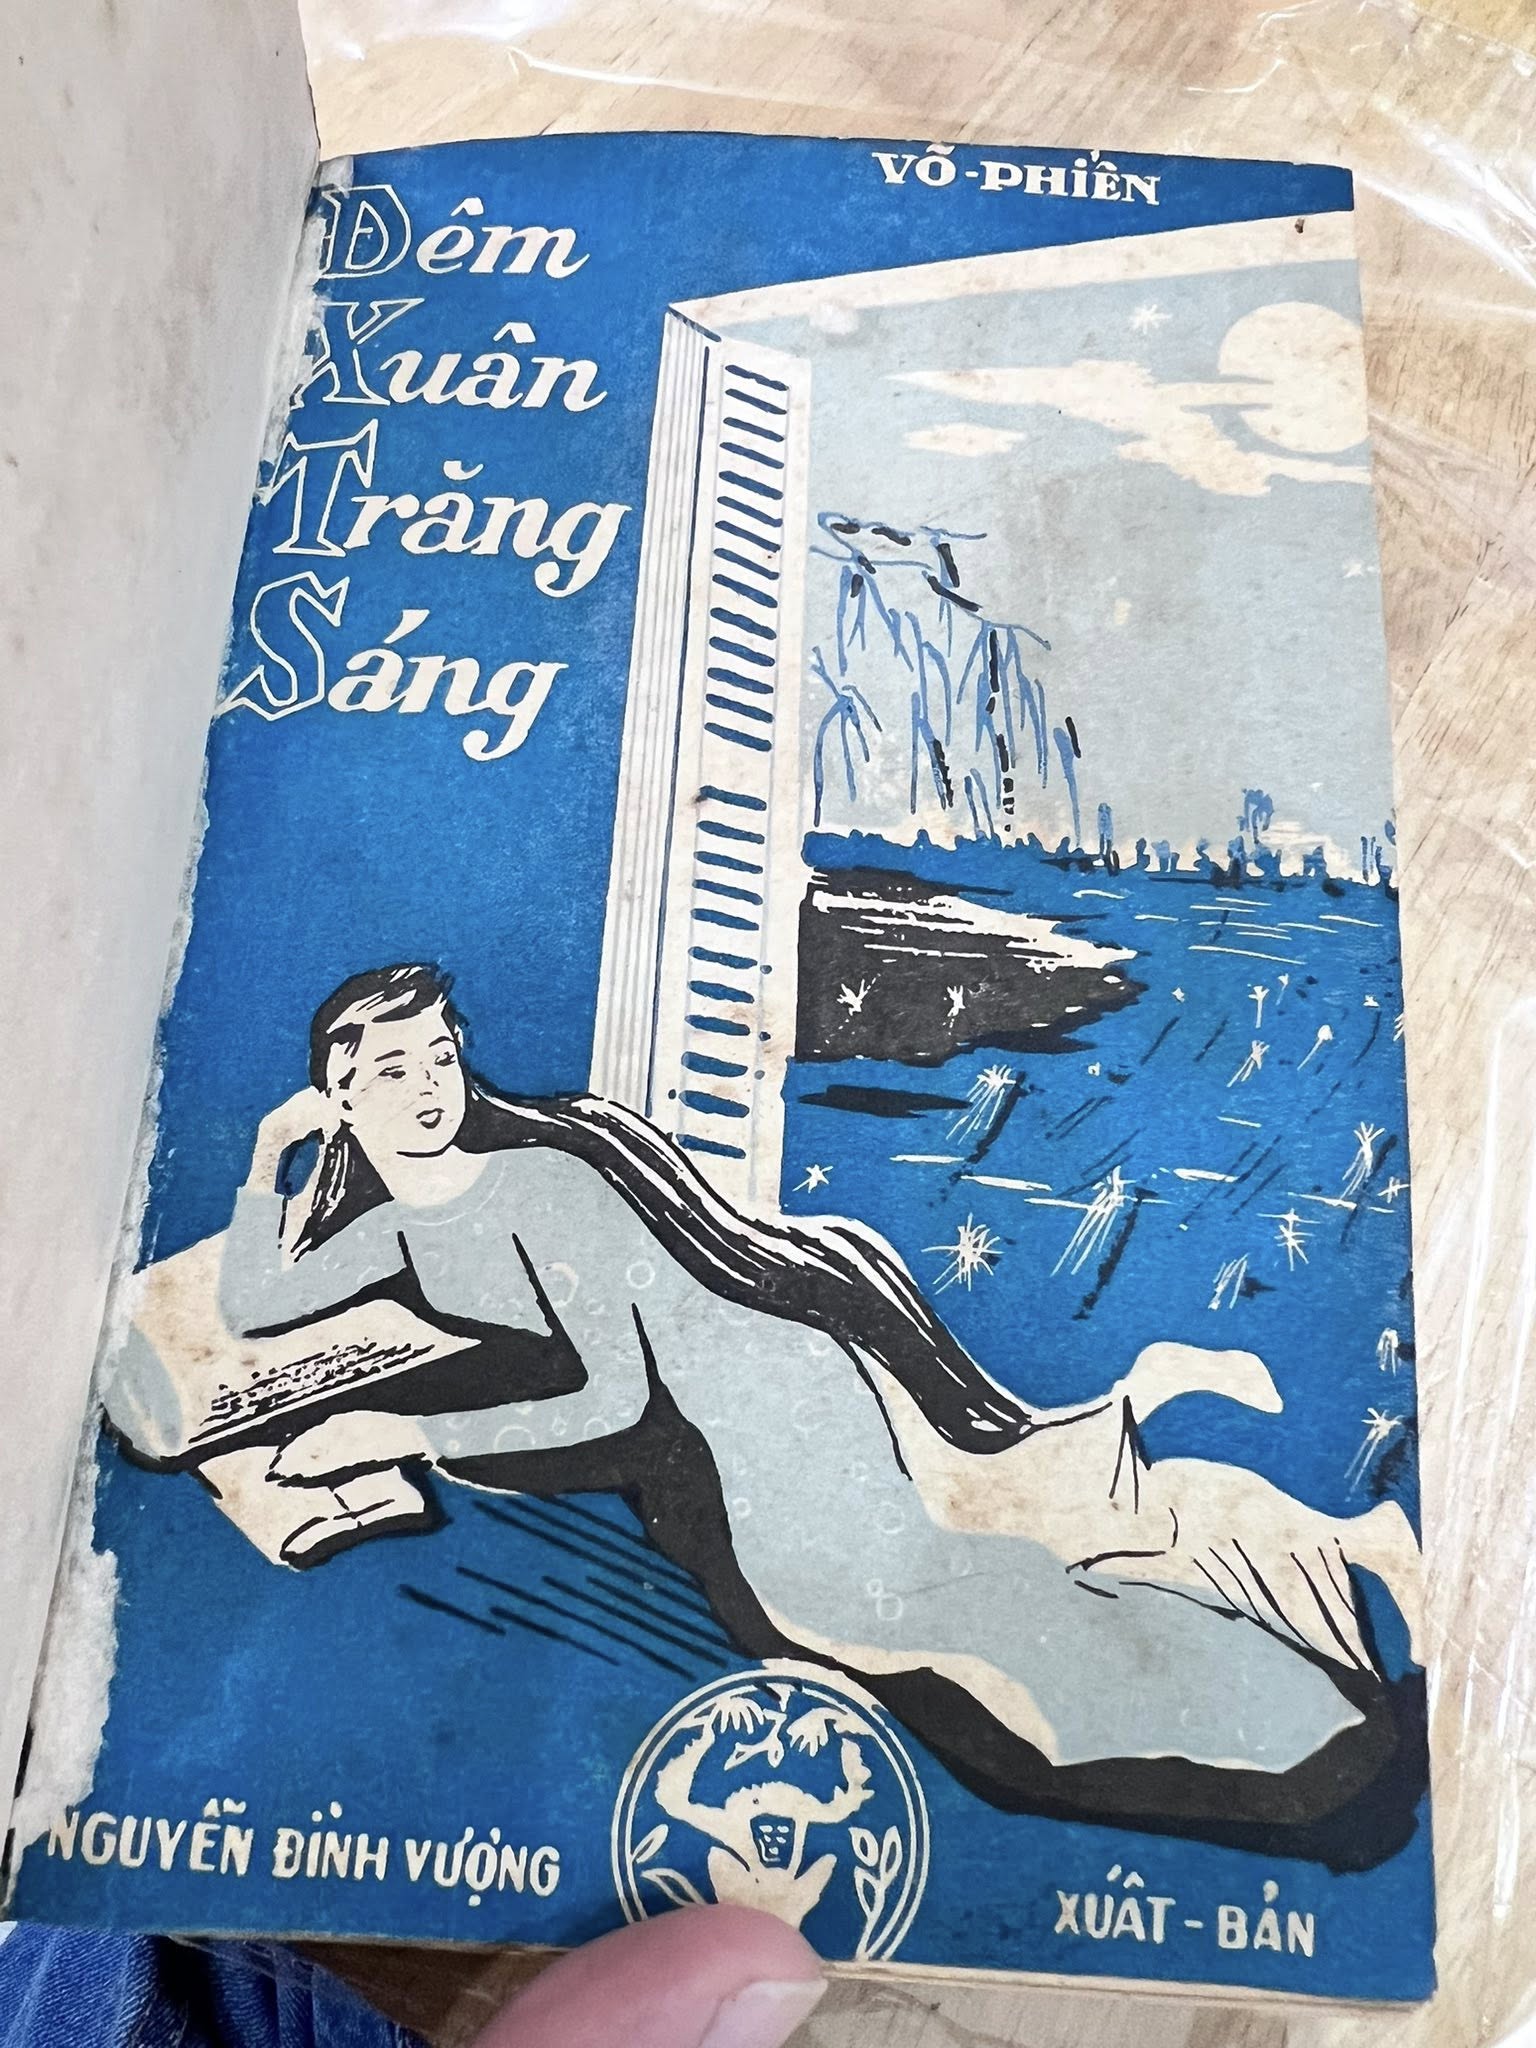 VÕ-PHIẾN
Đêm
Xuân
Trăng
Sáng
NGUYỄN ĐÌNH VƯỢNG
XUẤT-BẢN